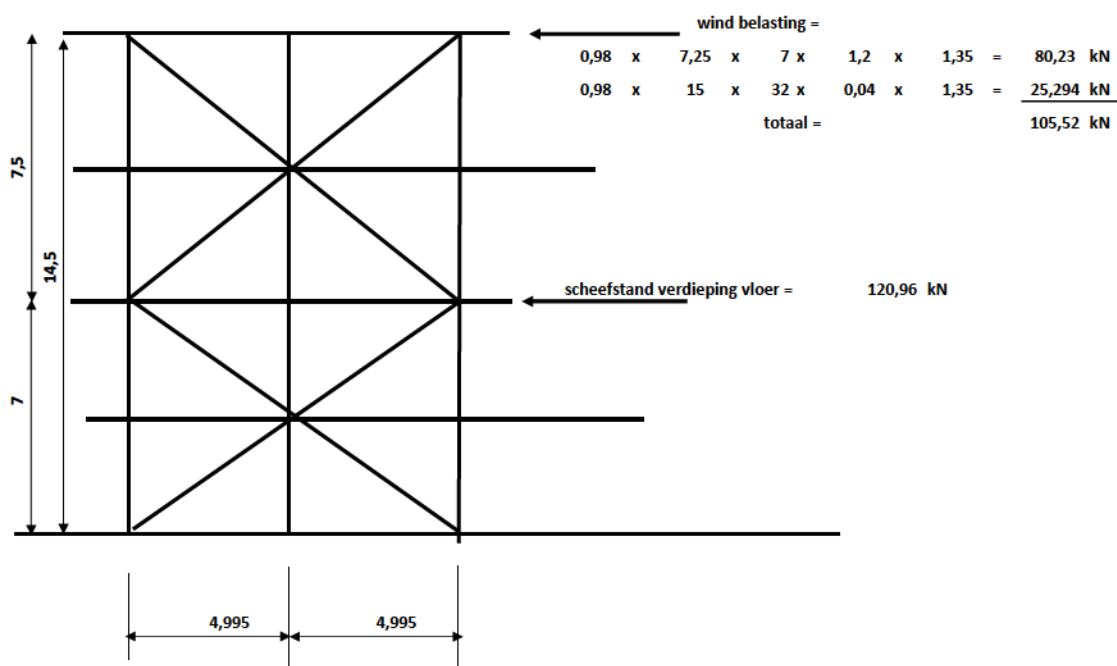 wind belasting =
0,98 x 7,25 x 7 x 1,2 x 1,35 = 80,23 kN
0,98 x 15 x 32 x 0,04 x 1,35 = 25,294 kN
totaal = 105,52 kN
7,5
14,5
scheefstand verdieping vloer = 120,96 kN
7
4,995 4,995